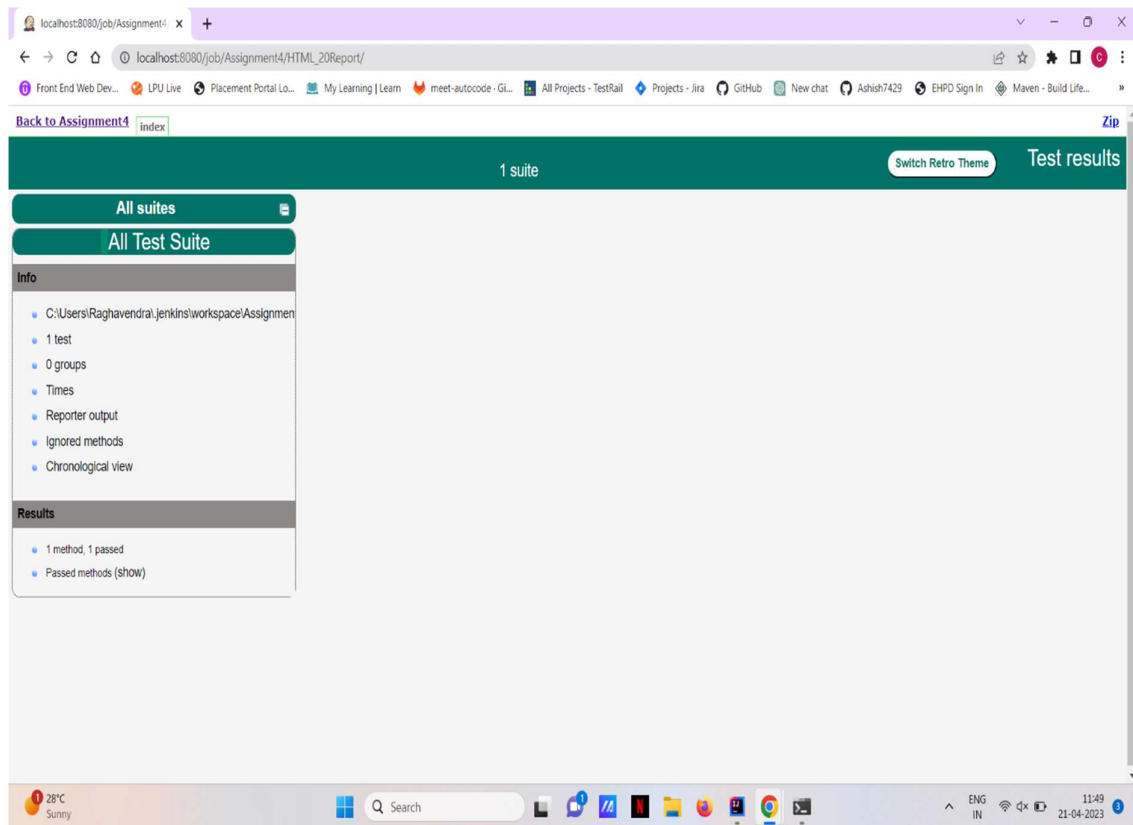 localhost:8080/job/Assignment4/
localhost:8080/job/Assignment4/HTML_20Report/
Front End Web Dev... LPU Live Placement Portal Lo... My Learning | Learn meet-autocode · Gi... All Projects - TestRail Projects - Jira GitHub New chat Ashish7429 EHPD Sign In Maven - Build Life... »
Back to Assignment4 index Zip
1 suite Switch Retro Theme Test results
All suites
All Test Suite
Info
C:\Users\Raghavendra\.jenkins\workspace\Assignmen
1 test
0 groups
Times
Reporter output
Ignored methods
Chronological view
Results
1 method, 1 passed
Passed methods (show)
1 28°C
Sunny
Search
1
N
ENG
IN
11:49
21-04-2023
3
C